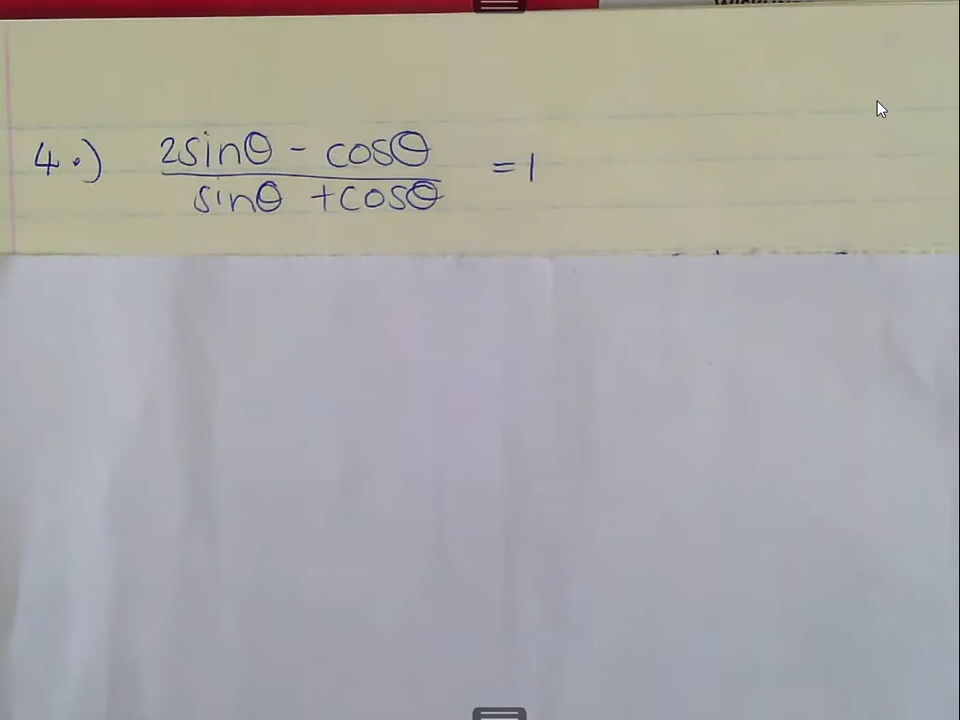 4.) 2sinθ - cosθ
sinθ + cosθ
= 1